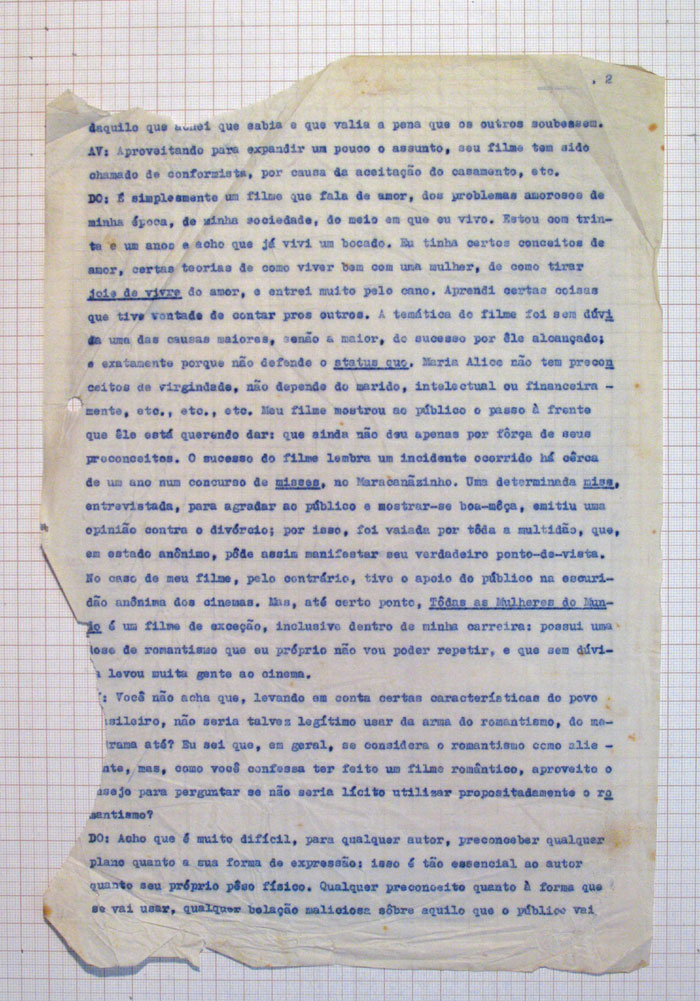 . 2
daquilo que achei que sabia e que valia a pena que os outros soubessem.
AV: Aproveitando para expandir um pouco o assunto, seu filme tem sido
chamado de conformista, por causa da aceitação do casamento, etc.
DO: É simplesmente um filme que fala de amor, dos problemas amorosos de
minha época, de minha sociedade, do meio em que eu vivo. Estou com trin-
ta e um anos e acho que já vivi um bocado. Eu tinha certos conceitos de
amor, certas teorias de como viver bem com uma mulher, de como tirar
joie de vivre do amor, e entrei muito pelo cano. Aprendi certas coisas
que tive vontade de contar pros outros. A temática do filme foi sem dúvi
da uma das causas maiores, senão a maior, do sucesso por êle alcançado;
e exatamente porque não defende o status quo. Maria Alice não tem precon
ceitos de virgindade, não depende do marido, intelectual ou financeira -
mente, etc., etc., etc. Meu filme mostrou ao público o passo à frente
que êle está querendo dar: que ainda não deu apenas por fôrça de seus
preconceitos. O sucesso do filme lembra um incidente ocorrido há cêrca
de um ano num concurso de misses, no Maracanãzinho. Uma determinada miss,
entrevistada, para agradar ao público e mostrar-se boa-môça, emitiu uma
opinião contra o divórcio; por isso, foi vaiada por tôda a multidão, que,
em estado anônimo, pôde assim manifestar seu verdadeiro ponto-de-vista.
No caso de meu filme, pelo contrário, tive o apoio do público na escuri-
dão anônima dos cinemas. Mas, até certo ponto, Tôdas as Mulheres do Mun-
do é um filme de exceção, inclusive dentro de minha carreira: possui uma
dose de romantismo que eu próprio não vou poder repetir, e que sem dúvi-
a levou muita gente ao cinema.
: Você não acha que, levando em conta certas características do povo
sileiro, não seria talvez legítimo usar da arma do romantismo, do me-
trama até? Eu sei que, em geral, se considera o romantismo como alie -
nte, mas, como você confessa ter feito um filme romântico, aproveito o
nsejo para perguntar se não seria lícito utilizar propositadamente o ro
mantismo?
DO: Acho que é muito difícil, para qualquer autor, preconceber qualquer
plano quanto a sua forma de expressão; isso é tão essencial ao autor
quanto seu próprio pêso físico. Qualquer preconceito quanto à forma que
se vai usar, qualquer belação maliciosa sôbre aquilo que o público vai